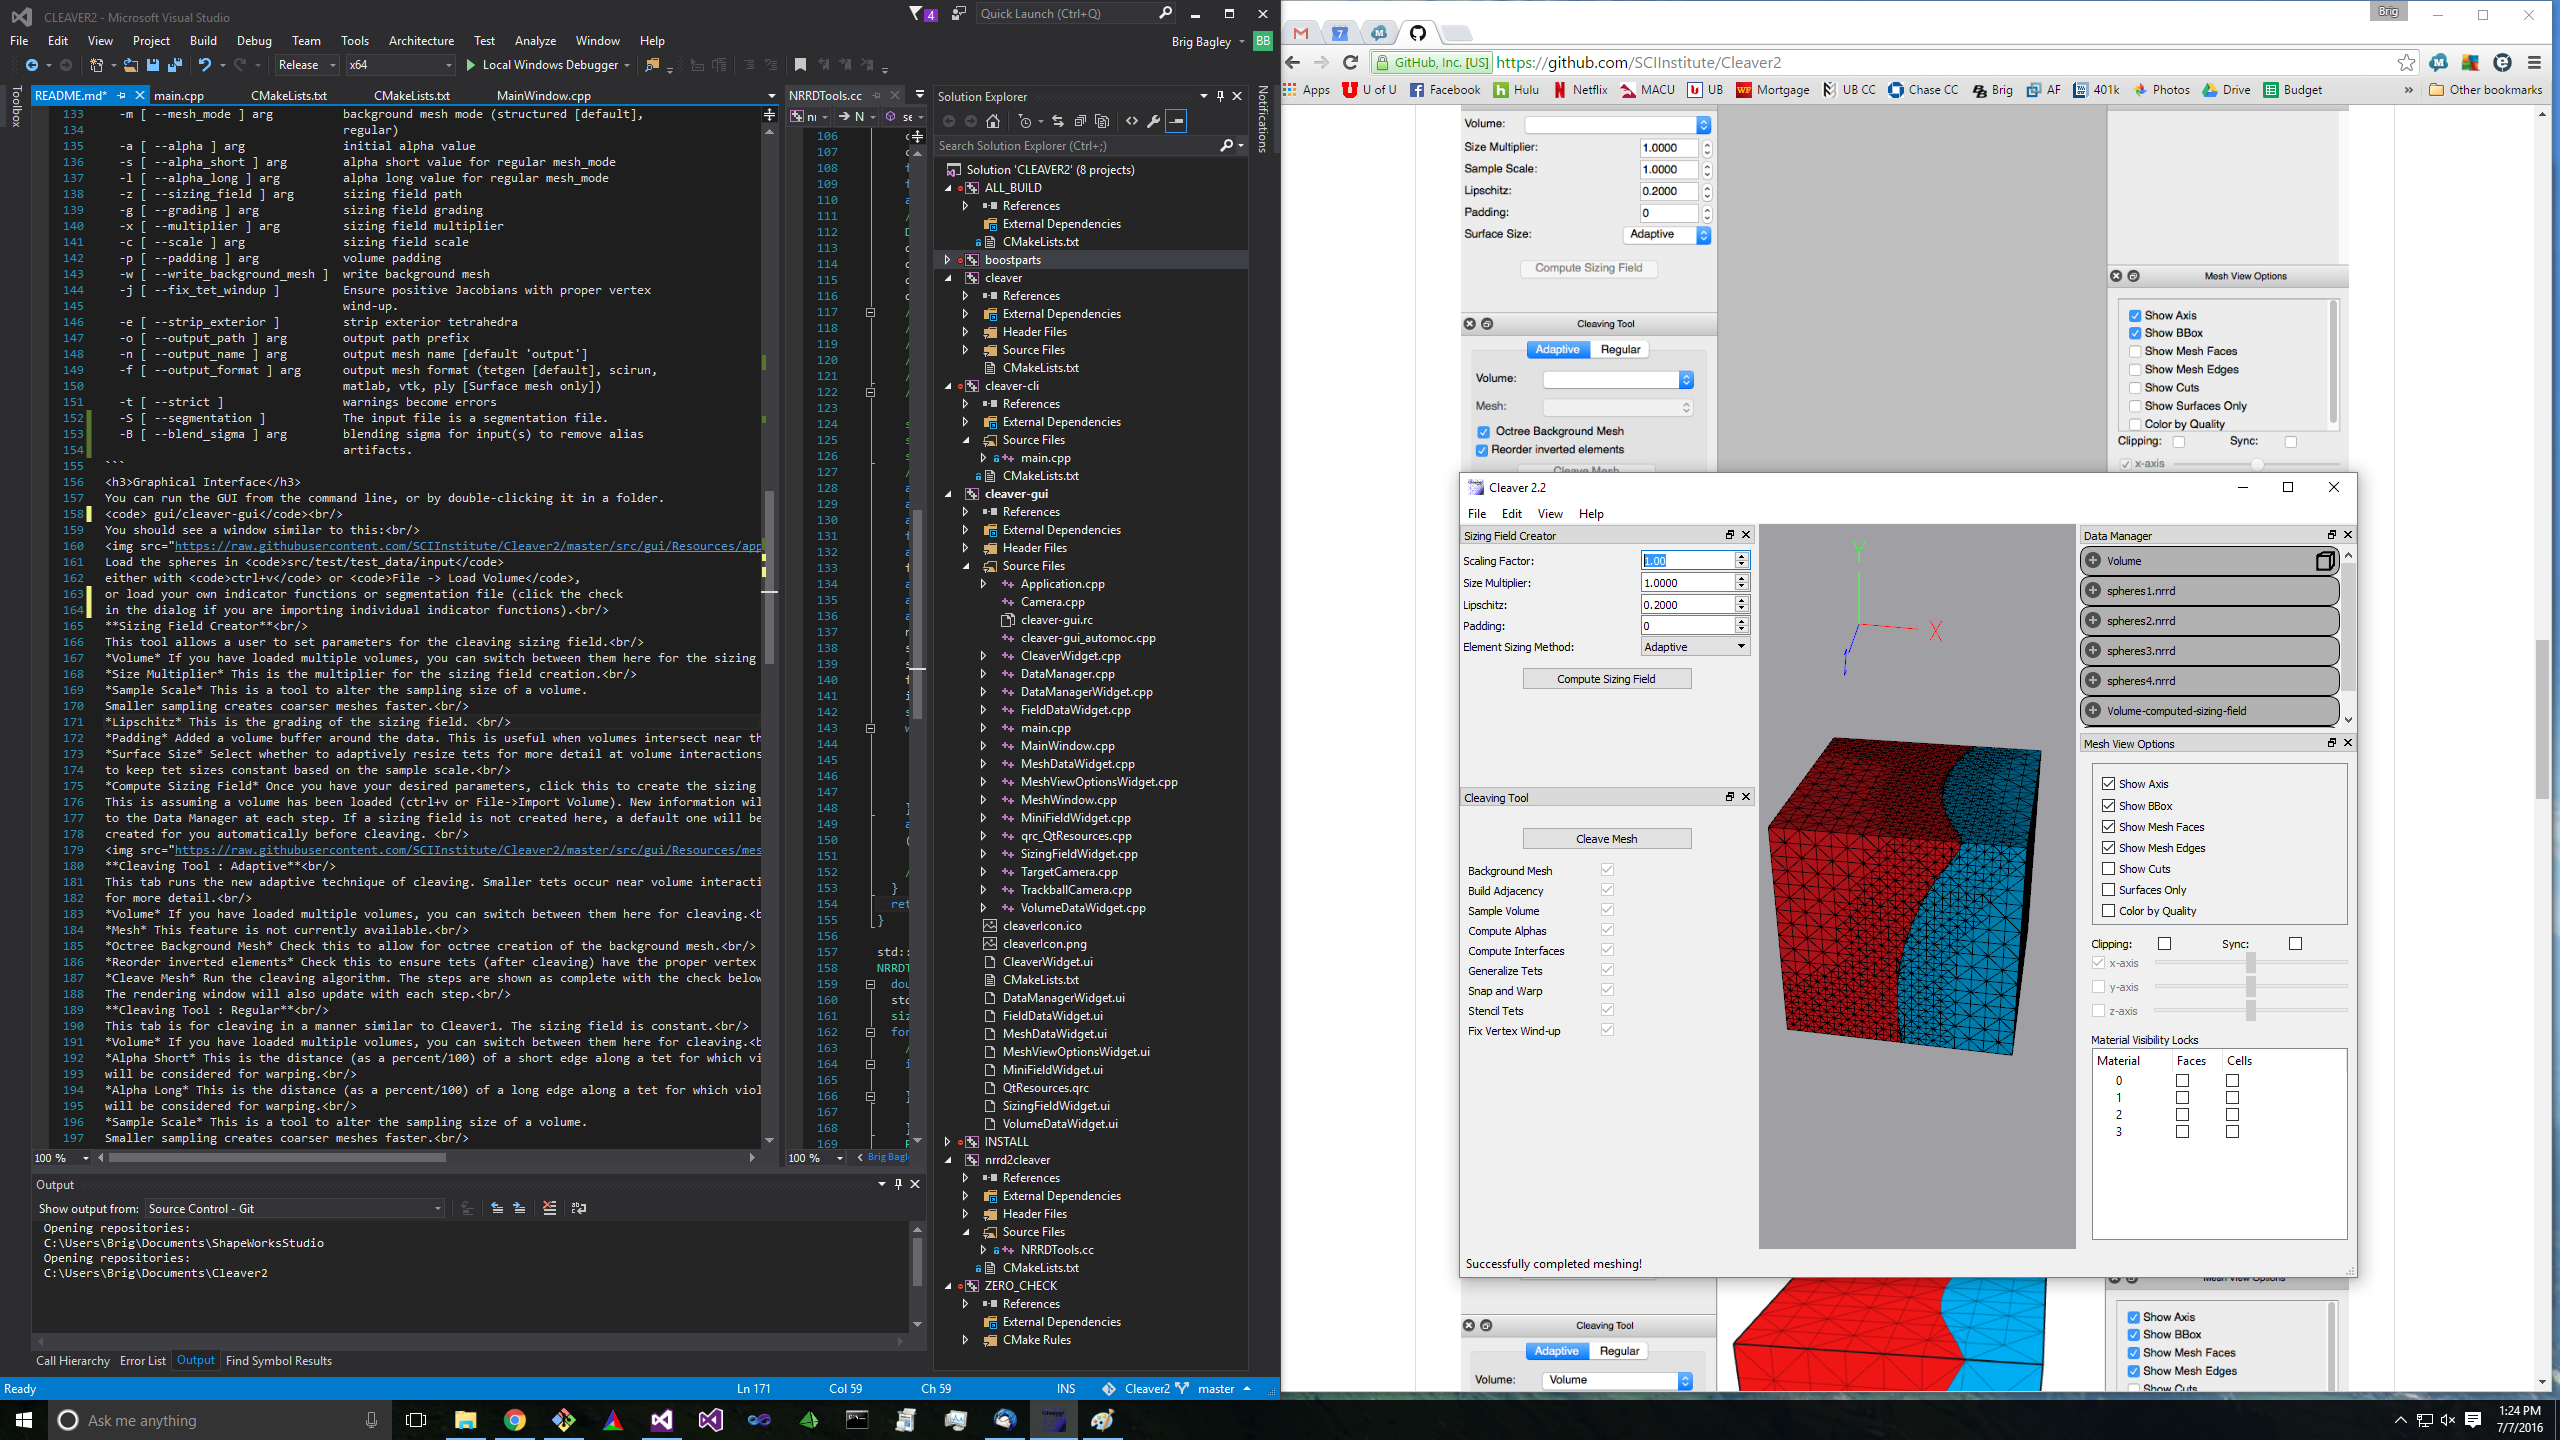 CLEAVER2 - Microsoft Visual Studio
4
Quick Launch (Ctrl+Q)
File Edit View Project Build Debug Team Tools Architecture Test Analyze Window Help
Brig Bagley BB
Release x64 Local Windows Debugger
Toolbox
README.md* main.cpp CMakeLists.txt CMakeLists.txt MainWindow.cpp
133 -m [ --mesh_mode ] arg background mesh mode (structured [default],
134 regular)
135 -a [ --alpha ] arg initial alpha value
136 -s [ --alpha_short ] arg alpha short value for regular mesh_mode
137 -l [ --alpha_long ] arg alpha long value for regular mesh_mode
138 -z [ --sizing_field ] arg sizing field path
139 -g [ --grading ] arg sizing field grading
140 -x [ --multiplier ] arg sizing field multiplier
141 -c [ --scale ] arg sizing field scale
142 -p [ --padding ] arg volume padding
143 -w [ --write_background_mesh ] write background mesh
144 -j [ --fix_tet_windup ] Ensure positive Jacobians with proper vertex
145 wind-up.
146 -e [ --strip_exterior ] strip exterior tetrahedra
147 -o [ --output_path ] arg output path prefix
148 -n [ --output_name ] arg output mesh name [default 'output']
149 -f [ --output_format ] arg output mesh format (tetgen [default], scirun,
150 matlab, vtk, ply [Surface mesh only])
151 -t [ --strict ] warnings become errors
152 -S [ --segmentation ] The input file is a segmentation file.
153 -B [ --blend_sigma ] arg blending sigma for input(s) to remove alias
154 artifacts.
155 ```
156 <h3>Graphical Interface</h3>
157 You can run the GUI from the command line, or by double-clicking it in a folder.
158 <code> gui/cleaver-gui</code><br/>
159 You should see a window similar to this:<br/>
160 <img src="https://raw.githubusercontent.com/SCIInstitute/Cleaver2/master/src/gui/Resources/app
161 Load the spheres in <code>src/test/test_data/input</code>
162 either with <code>ctrl+v</code> or <code>File -> Load Volume</code>,
163 or load your own indicator functions or segmentation file (click the check
164 in the dialog if you are importing individual indicator functions).<br/>
165 **Sizing Field Creator**<br/>
166 This tool allows a user to set parameters for the cleaving sizing field.<br/>
167 *Volume* If you have loaded multiple volumes, you can switch between them here for the sizing
168 *Size Multiplier* This is the multiplier for the sizing field creation.<br/>
169 *Sample Scale* This is a tool to alter the sampling size of a volume.
170 Smaller sampling creates coarser meshes faster.<br/>
171 *Lipschitz* This is the grading of the sizing field. <br/>
172 *Padding* Added a volume buffer around the data. This is useful when volumes intersect near th
173 *Surface Size* Select whether to adaptively resize tets for more detail at volume interactions
174 to keep tet sizes constant based on the sample scale.<br/>
175 *Compute Sizing Field* Once you have your desired parameters, click this to create the sizing
176 This is assuming a volume has been loaded (ctrl+v or File->Import Volume). New information wil
177 to the Data Manager at each step. If a sizing field is not created here, a default one will be
178 created for you automatically before cleaving. <br/>
179 <img src="https://raw.githubusercontent.com/SCIInstitute/Cleaver2/master/src/gui/Resources/mes
180 **Cleaving Tool : Adaptive**<br/>
181 This tab runs the new adaptive technique of cleaving. Smaller tets occur near volume interacti
182 for more detail.<br/>
183 *Volume* If you have loaded multiple volumes, you can switch between them here for cleaving.<b
184 *Mesh* This feature is not currently available.<br/>
185 *Octree Background Mesh* Check this to allow for octree creation of the background mesh.<br/>
186 *Reorder inverted elements* Check this to ensure tets (after cleaving) have the proper vertex
187 *Cleave Mesh* Run the cleaving algorithm. The steps are shown as complete with the check below
188 The rendering window will also update with each step.<br/>
189 **Cleaving Tool : Regular**<br/>
190 This tab is for cleaving in a manner similar to Cleaver1. The sizing field is constant.<br/>
191 *Volume* If you have loaded multiple volumes, you can switch between them here for cleaving.<b
192 *Alpha Short* This is the distance (as a percent/100) of a short edge along a tet for which vi
193 will be considered for warping.<br/>
194 *Alpha Long* This is the distance (as a percent/100) of a long edge along a tet for which viol
195 will be considered for warping.<br/>
196 *Sample Scale* This is a tool to alter the sampling size of a volume.
197 Smaller sampling creates coarser meshes faster.<br/>
100 %
NRRDTools.cc
100 % Brig Bagl
Solution Explorer
Search Solution Explorer (Ctrl+;)
Solution 'CLEAVER2' (8 projects)
ALL_BUILD
References
External Dependencies
CMakeLists.txt
boostparts
cleaver
References
External Dependencies
Header Files
Source Files
CMakeLists.txt
cleaver-cli
References
External Dependencies
Source Files
main.cpp
CMakeLists.txt
cleaver-gui
References
External Dependencies
Header Files
Source Files
Application.cpp
Camera.cpp
cleaver-gui.rc
cleaver-gui_automoc.cpp
CleaverWidget.cpp
DataManager.cpp
DataManagerWidget.cpp
FieldDataWidget.cpp
main.cpp
MainWindow.cpp
MeshDataWidget.cpp
MeshViewOptionsWidget.cpp
MeshWindow.cpp
MiniFieldWidget.cpp
qrc_QtResources.cpp
SizingFieldWidget.cpp
TargetCamera.cpp
TrackballCamera.cpp
VolumeDataWidget.cpp
cleaverIcon.ico
cleaverIcon.png
CleaverWidget.ui
CMakeLists.txt
DataManagerWidget.ui
FieldDataWidget.ui
MeshDataWidget.ui
MeshViewOptionsWidget.ui
MiniFieldWidget.ui
QtResources.qrc
SizingFieldWidget.ui
VolumeDataWidget.ui
INSTALL
nrrd2cleaver
References
External Dependencies
Header Files
Source Files
NRRDTools.cc
CMakeLists.txt
ZERO_CHECK
References
External Dependencies
CMake Rules
Notifications
Output
Show output from: Source Control - Git
Opening repositories:
C:\Users\Brig\Documents\ShapeWorksStudio
Opening repositories:
C:\Users\Brig\Documents\Cleaver2
Call Hierarchy Error List Output Find Symbol Results
Ready Ln 171 Col 59 Ch 59 INS Cleaver2 master
Brig
GitHub, Inc. [US] https://github.com/SCIInstitute/Cleaver2
Apps U of U Facebook Hulu Netflix MACU UB Mortgage UB CC Chase CC Brig AF 401k Photos Drive Budget » Other bookmarks
Volume:
Size Multiplier: 1.0000
Sample Scale: 1.0000
Lipschitz: 0.2000
Padding: 0
Surface Size: Adaptive
Compute Sizing Field
Cleaving Tool
Adaptive Regular
Volume:
Mesh:
Octree Background Mesh
Reorder inverted elements
Cleave Mesh
Mesh View Options
Show Axis
Show BBox
Show Mesh Faces
Show Mesh Edges
Show Cuts
Show Surfaces Only
Color by Quality
Clipping: Sync:
x-axis
Cleaver 2.2
File Edit View Help
Sizing Field Creator
Scaling Factor: 1.00
Size Multiplier: 1.0000
Lipschitz: 0.2000
Padding: 0
Element Sizing Method: Adaptive
Compute Sizing Field
Cleaving Tool
Cleave Mesh
Background Mesh
Build Adjacency
Sample Volume
Compute Alphas
Compute Interfaces
Generalize Tets
Snap and Warp
Stencil Tets
Fix Vertex Wind-up
Y
X
Data Manager
Volume
spheres1.nrrd
spheres2.nrrd
spheres3.nrrd
spheres4.nrrd
Volume-computed-sizing-field
Mesh View Options
Show Axis
Show BBox
Show Mesh Faces
Show Mesh Edges
Show Cuts
Surfaces Only
Color by Quality
Clipping: Sync:
x-axis
y-axis
z-axis
Material Visibility Locks
Material Faces Cells
0
1
2
3
Successfully completed meshing!
Cleaving Tool
Adaptive Regular
Volume: Volume
Mesh View Options
Show Axis
Show BBox
Show Mesh Faces
Show Mesh Edges
Show Cuts
Ask me anything
1:24 PM
7/7/2016